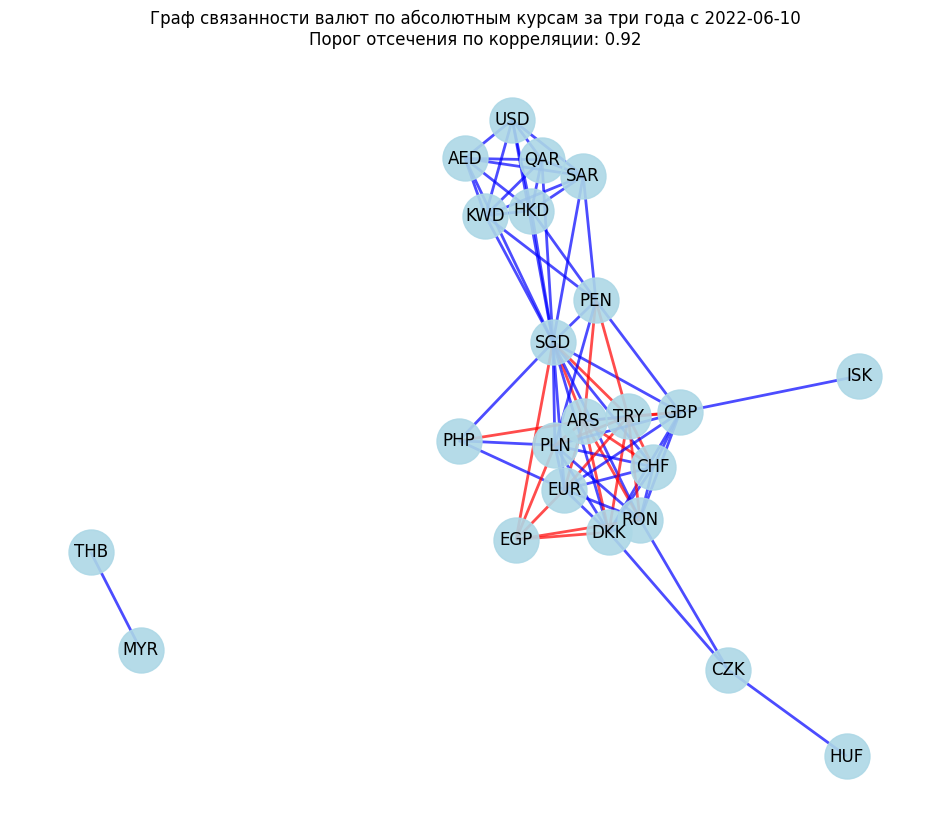 Граф связанности валют по абсолютным курсам за три года с 2022-06-10
Порог отсечения по корреляции: 0.92
USD
AED
QAR
SAR
KWD
HKD
PEN
SGD
ISK
ARS
TRY
GBP
PHP
PLN
CHF
EUR
RON
DKK
EGP
THB
MYR
CZK
HUF